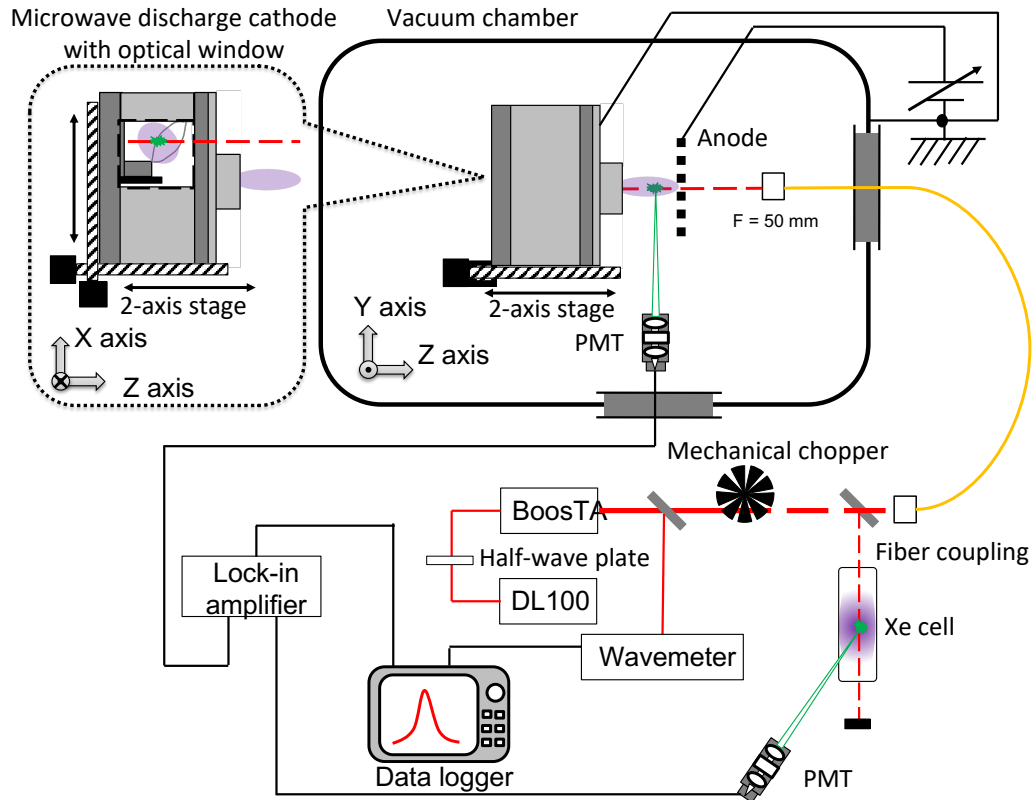 Microwave discharge cathode
with optical window
Vacuum chamber
Anode
F = 50 mm
2-axis stage
X axis
Z axis
2-axis stage
Y axis
Z axis
PMT
Mechanical chopper
BoosTA
Half-wave plate
DL100
Fiber coupling
Lock-in
amplifier
Xe cell
Wavemeter
Data logger
PMT